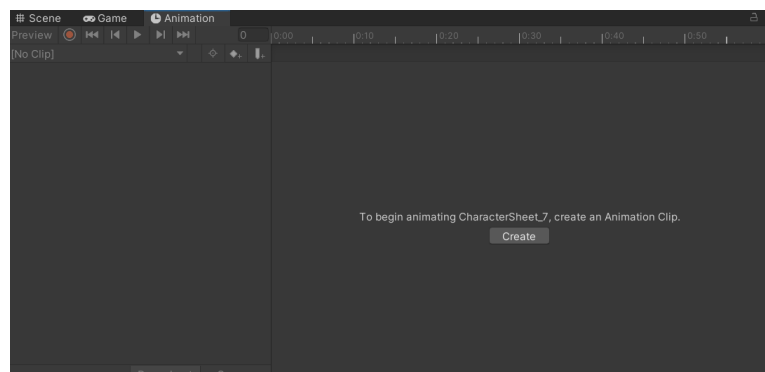 Scene Game Animation
Preview 0 0:00 0:10 0:20 0:30 0:40 0:50
[No Clip]
To begin animating CharacterSheet_7, create an Animation Clip.
Create